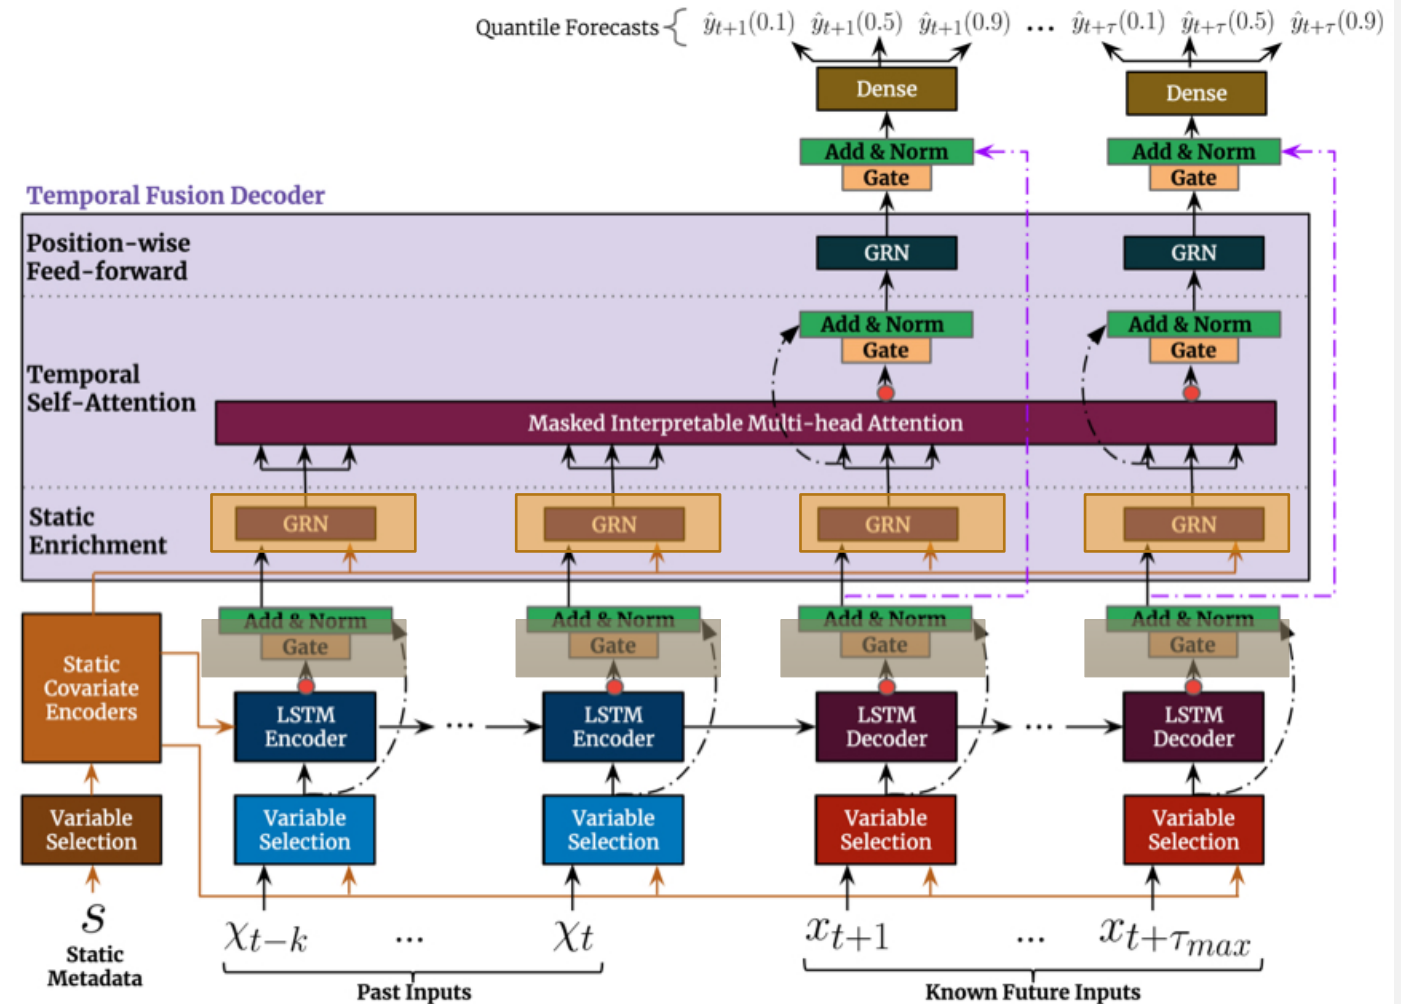 Quantile Forecasts { ŷt+1(0.1) ŷt+1(0.5) ŷt+1(0.9) ... ŷt+τ(0.1) ŷt+τ(0.5) ŷt+τ(0.9)
Dense Dense
Add & Norm Add & Norm
Gate Gate
Temporal Fusion Decoder
Position-wise
Feed-forward
GRN GRN
Add & Norm Add & Norm
Gate Gate
Temporal
Self-Attention
Masked Interpretable Multi-head Attention
Static
Enrichment
GRN GRN GRN GRN
Add & Norm Add & Norm Add & Norm Add & Norm
Gate Gate Gate Gate
Static
Covariate
Encoders
LSTM
Encoder
...
LSTM
Encoder
LSTM
Decoder
...
LSTM
Decoder
Variable
Selection
Variable
Selection
Variable
Selection
Variable
Selection
Variable
Selection
s
Static
Metadata
χt−k ... χt xt+1 ... xt+τmax
Past Inputs
Known Future Inputs